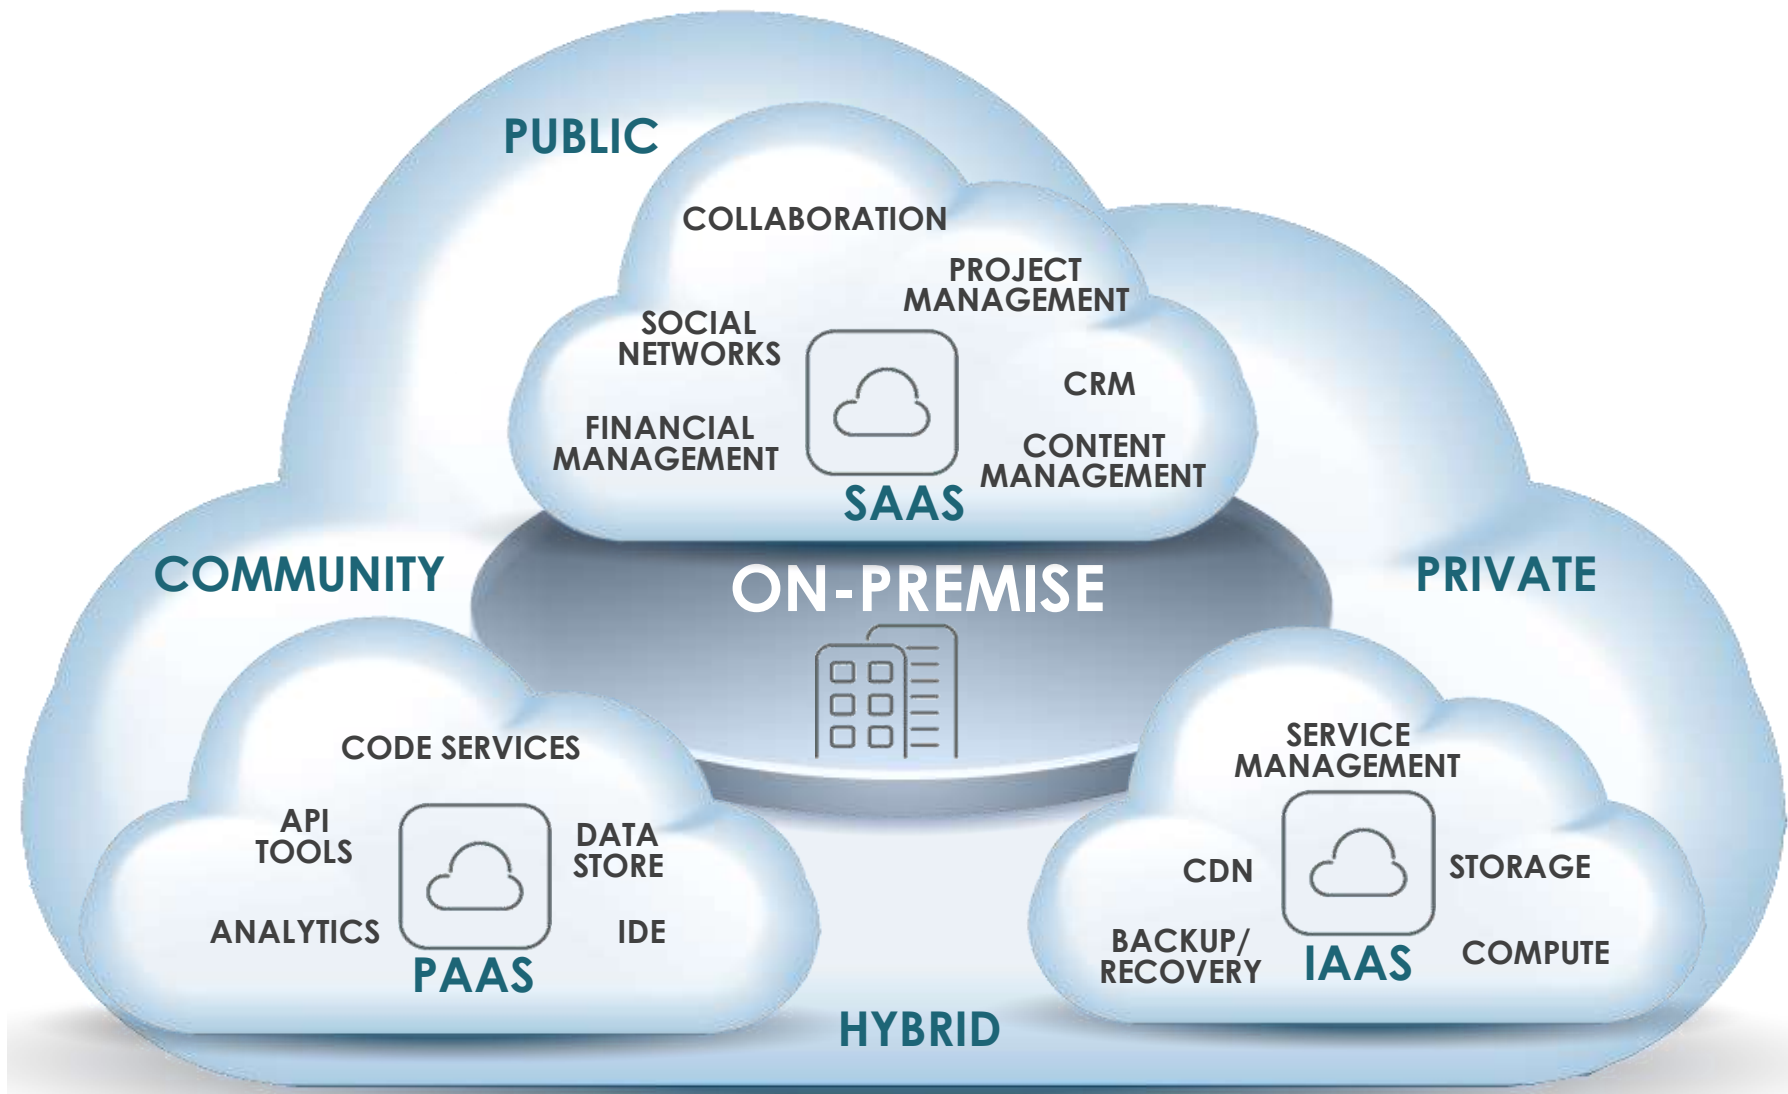 PUBLIC
COLLABORATION
PROJECT
MANAGEMENT
SOCIAL
NETWORKS
CRM
FINANCIAL
MANAGEMENT
CONTENT
MANAGEMENT
SAAS
COMMUNITY
ON-PREMISE
PRIVATE
CODE SERVICES
API
TOOLS
DATA
STORE
ANALYTICS
IDE
PAAS
SERVICE
MANAGEMENT
CDN
STORAGE
BACKUP/
RECOVERY
COMPUTE
IAAS
HYBRID